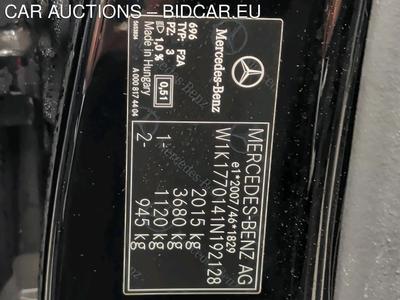 CAR AUCTIONS – BIDCAR.EU
MERCEDES-BENZ AG
e1*2007/46*1829
W1K1770141N192128
2015 kg
3680 kg
1- 1120 kg
2- 945 kg
Mercedes-Benz
696
TYP: F2A
PZ: 3
1,0 %
0,51
Made in Hungary
A 000 817 44 04